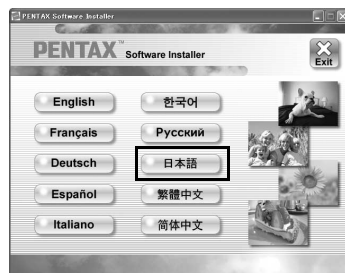 PENTAX Software Installer
PENTAX™ Software Installer
Exit
English
한국어
Français
Русский
Deutsch
日本語
Español
繁體中文
Italiano
简体中文